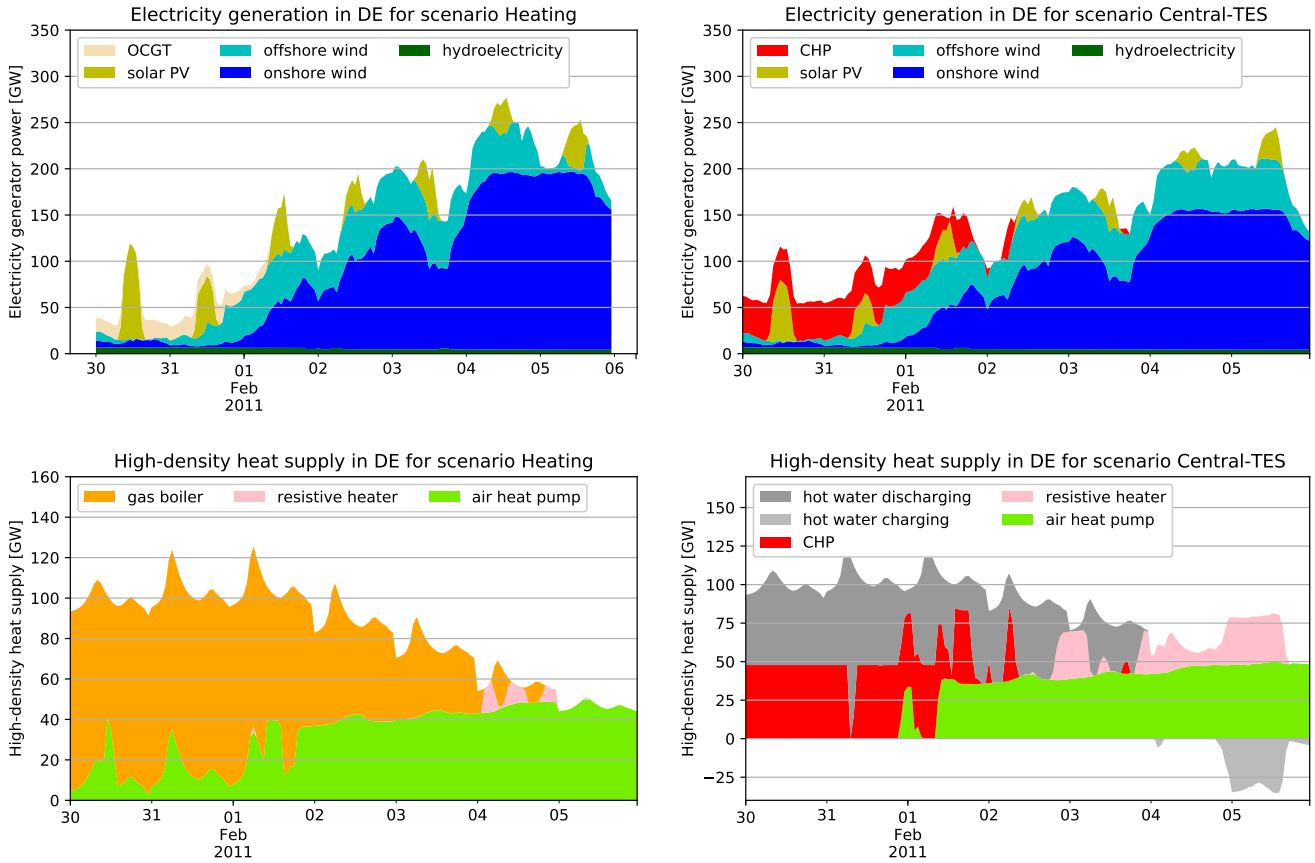 Electricity generation in DE for scenario Heating
Electricity generator power [GW]
350
300
250
200
150
100
50
0
OCGT
solar PV
offshore wind
onshore wind
hydroelectricity
30
31
01
Feb
2011
02
03
04
05
06
Electricity generation in DE for scenario Central-TES
Electricity generator power [GW]
350
300
250
200
150
100
50
0
CHP
solar PV
offshore wind
onshore wind
hydroelectricity
30
31
01
Feb
2011
02
03
04
05
High-density heat supply in DE for scenario Heating
High-density heat supply [GW]
160
140
120
100
80
60
40
20
0
gas boiler
resistive heater
air heat pump
30
31
01
Feb
2011
02
03
04
05
High-density heat supply in DE for scenario Central-TES
High-density heat supply [GW]
150
125
100
75
50
25
0
−25
hot water discharging
hot water charging
CHP
resistive heater
air heat pump
30
31
01
Feb
2011
02
03
04
05